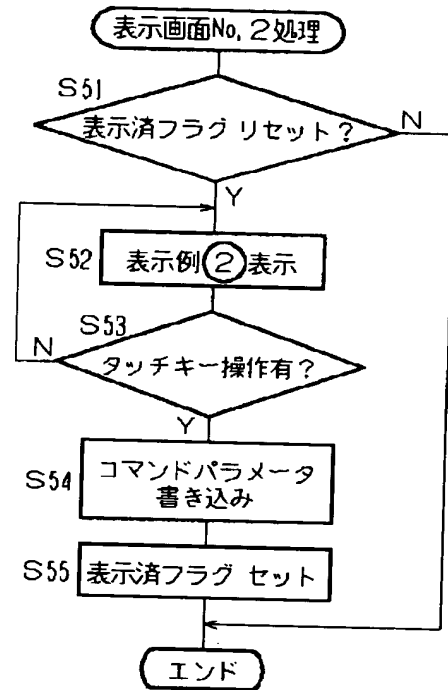 表示画面No.2処理
S51
表示済フラグ リセット?
N
Y
S52
表示例②表示
S53
N
タッチキー操作有?
Y
S54
コマンドパラメータ
書き込み
S55
表示済フラグ セット
エンド